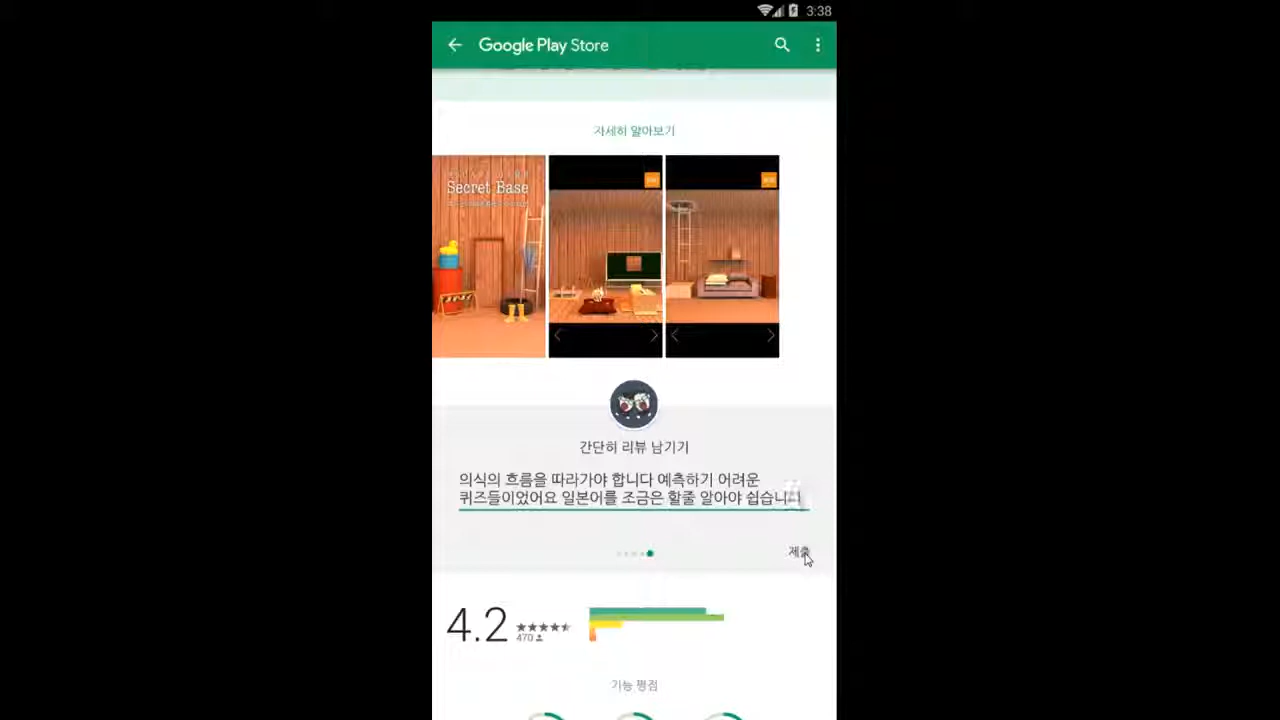 3:38
Google Play Store
자세히 알아보기
Secret Base
간단히 리뷰 남기기
의식의 흐름을 따라가야 합니다 예측하기 어려운
퀴즈들이었어요 일본어를 조금은 할줄 알아야 쉽습니다
제출
4.2
470
기능 평점